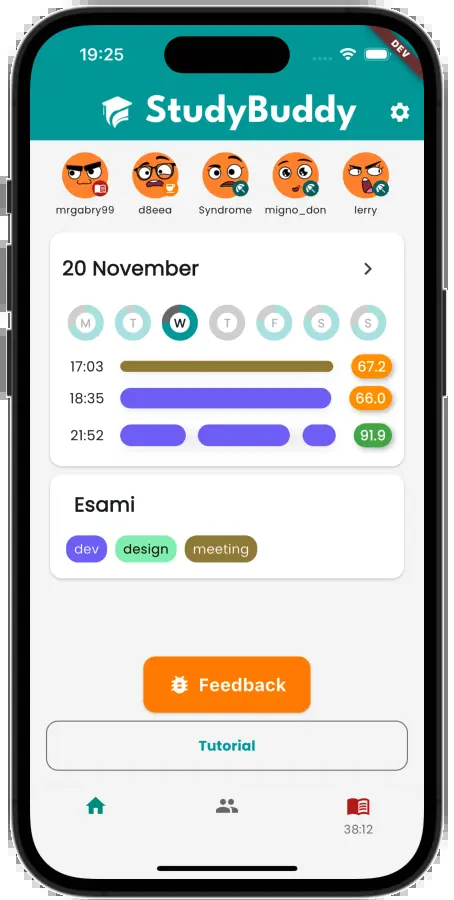 19:25
DEV
StudyBuddy
mrgabry99 d8eea Syndrome migno_don lerry
20 November
M T W T F S S
17:03 67.2
18:35 66.0
21:52 91.9
Esami
dev design meeting
Feedback
Tutorial
38:12